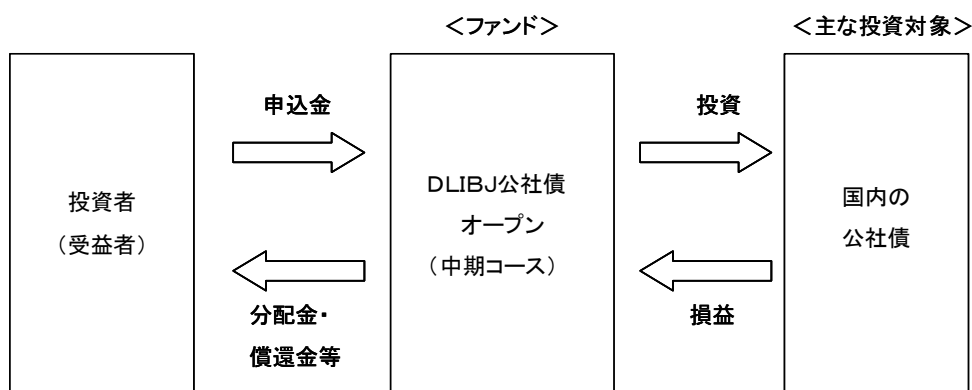 ＜ファンド＞
＜主な投資対象＞
申込金
投資
投資者
（受益者）
ＤＬＩＢＪ公社債
オープン
（中期コース）
国内の
公社債
分配金・
償還金等
損益